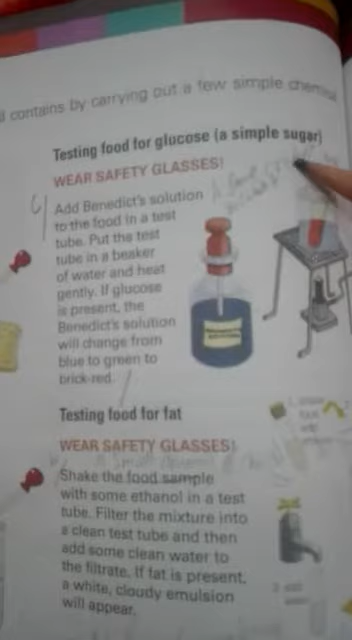 contains by carrying out a few simple
Testing food for glucose (a simple sugar)
WEAR SAFETY GLASSES!
Add Benedict's solution
to the food in a test
tube. Put the test
tube in a beaker
of water and heat
gently. If glucose
is present, the
Benedict's solution
will change from
blue to green to
brick-red.
Testing food for fat
WEAR SAFETY GLASSES!
Shake the food sample
with some ethanol in a test
tube. Filter the mixture into
a clean test tube and then
add some clean water to
the filtrate. If fat is present,
a white, cloudy emulsion
will appear.